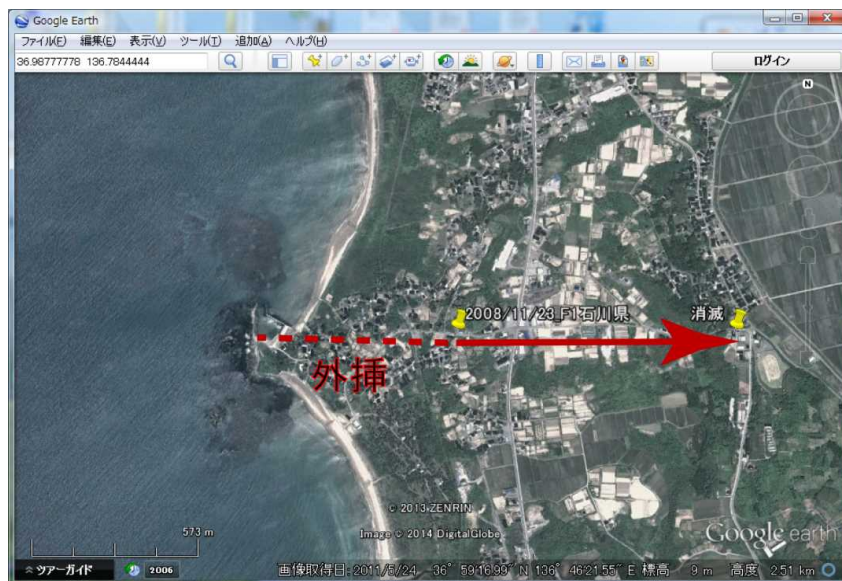 Google Earth
ファイル(F) 編集(E) 表示(V) ツール(T) 追加(A) ヘルプ(H)
36.98777778 136.7844444
ログイン
N
2008/11/23 F1石川県
消滅
外挿
© 2013 ZENRIN
Image © 2014 DigitalGlobe
Google earth
573 m
ツアーガイド
2006
画像取得日: 2011/5/24 36° 59'16.99" N 136° 46'21.55" E 標高 9 m 高度 2.51 km